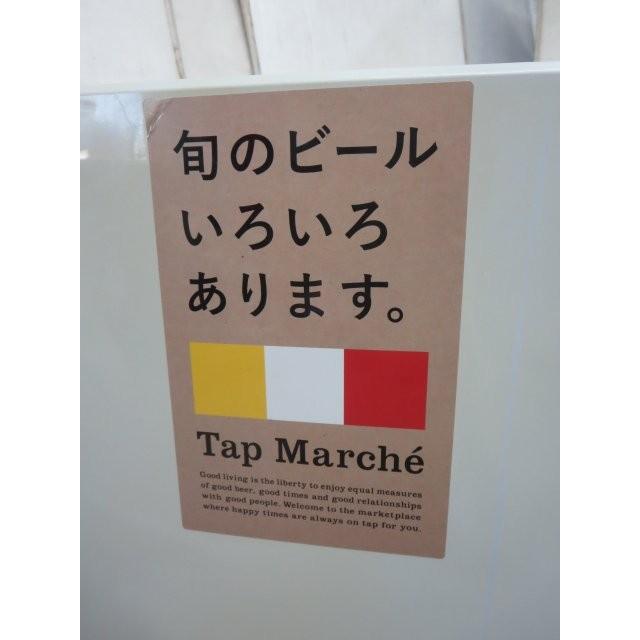 旬のビール
いろいろ
あります。
Tap Marché
Good living is the liberty to enjoy equal measures
of good beer, good times and good relationships
with good people. Welcome to the marketplace
where happy times are always on tap for you.